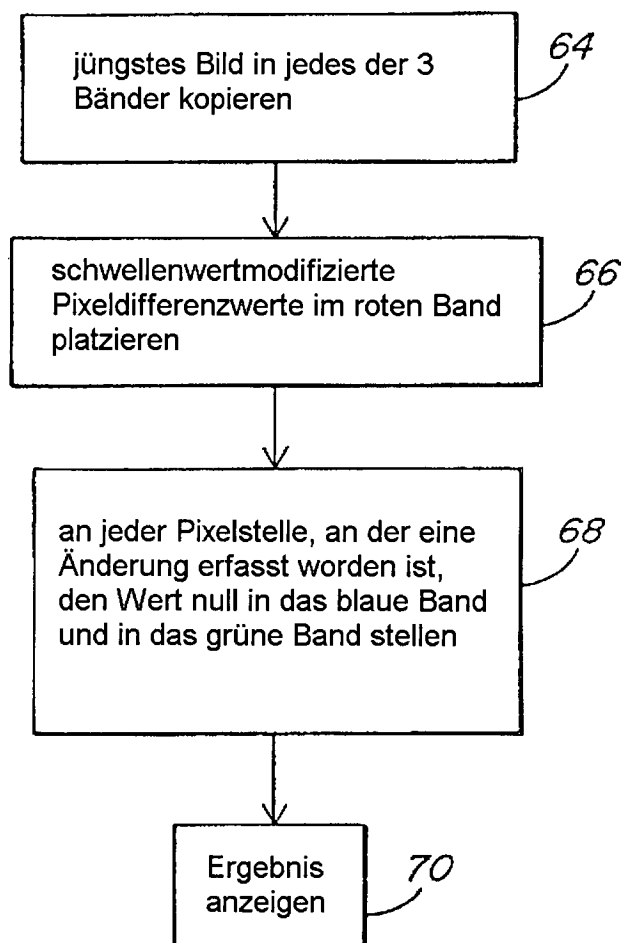 jüngstes Bild in jedes der 3
Bänder kopieren
64
schwellenwertmodifizierte
Pixeldifferenzwerte im roten Band
platzieren
66
an jeder Pixelstelle, an der eine
Änderung erfasst worden ist,
den Wert null in das blaue Band
und in das grüne Band stellen
68
Ergebnis
anzeigen
70